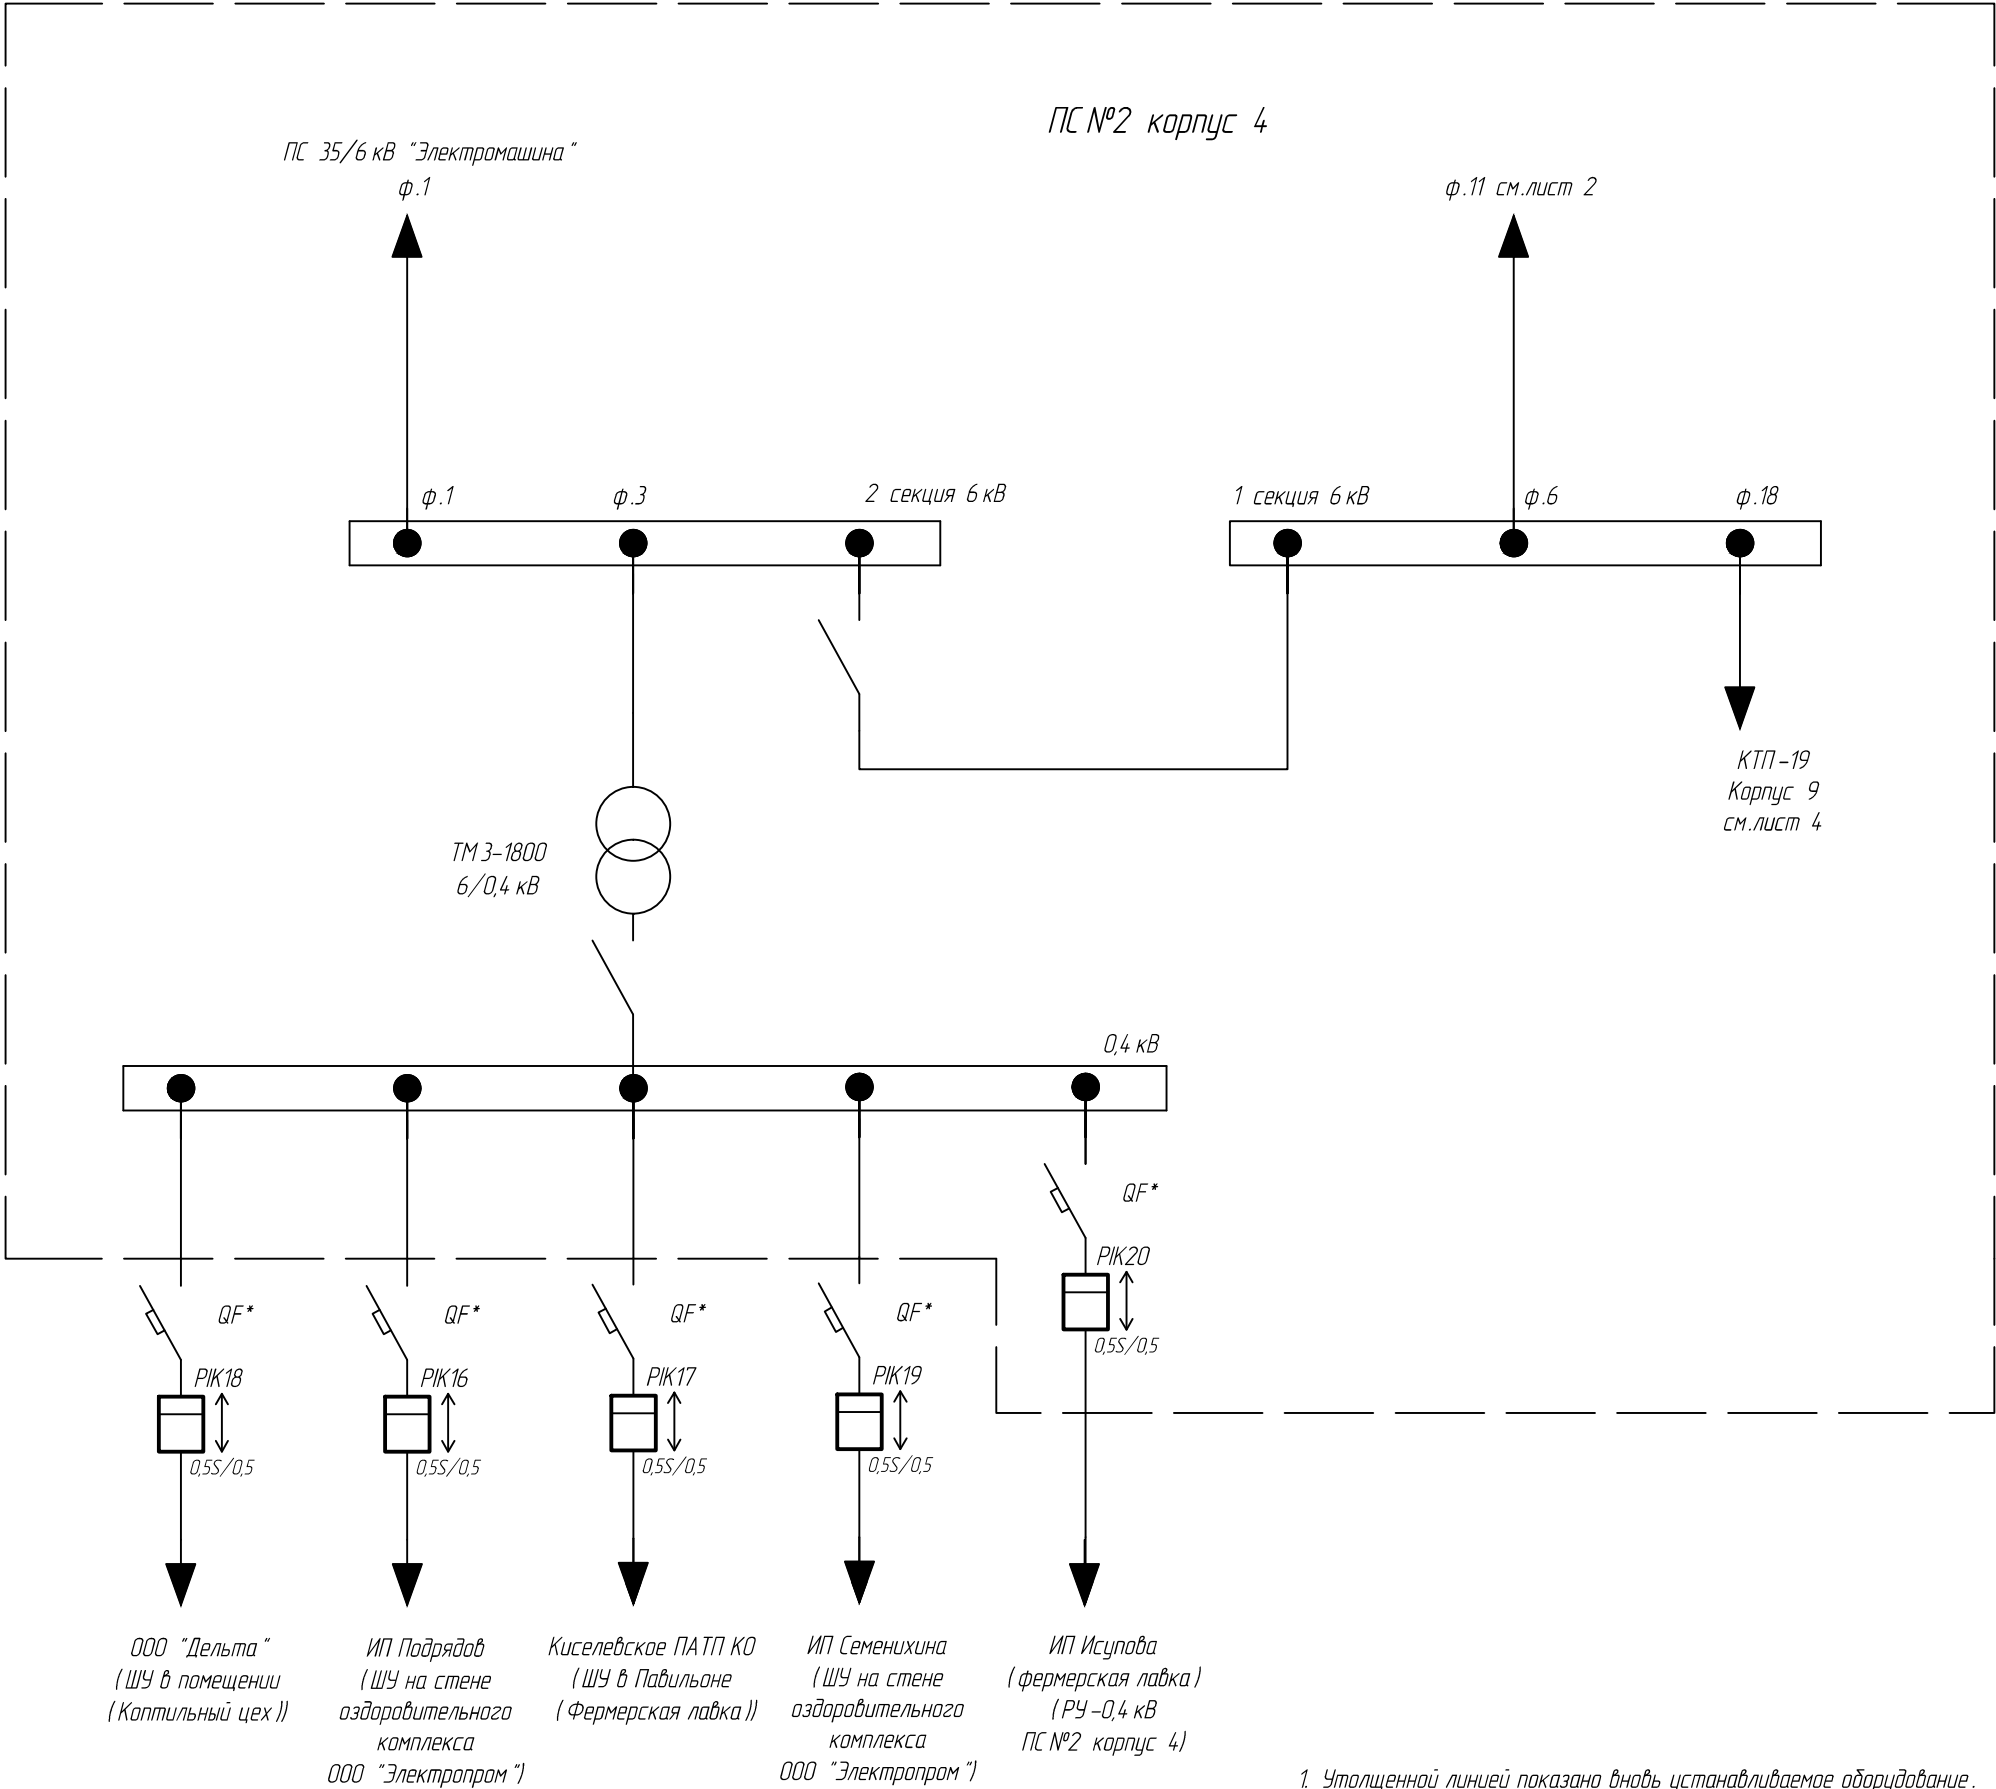 ПС №2 корпус 4
ПС 35/6 кВ "Электромашина"
ф.1
ф.11 см.лист 2
ф.1
ф.3
2 секция 6 кВ
1 секция 6 кВ
ф.6
ф.18
КТП-19
Корпус 9
см.лист 4
ТМЗ-1800
6/0,4 кВ
0,4 кВ
QF*
PIK20
0,5S/0,5
QF*
QF*
QF*
QF*
PIK18
PIK16
PIK17
PIK19
0,5S/0,5
0,5S/0,5
0,5S/0,5
0,5S/0,5
ООО "Дельта"
(ШУ в помещении
(Коптильный цех))
ИП Подрядов
(ШУ на стене
оздоровительного
комплекса
ООО "Электропром")
Киселевское ПАТП КО
(ШУ в Павильоне
(Фермерская лавка))
ИП Семенихина
(ШУ на стене
оздоровительного
комплекса
ООО "Электропром")
ИП Исупова
(фермерская лавка)
(РУ-0,4 кВ
ПС №2 корпус 4)
1. Утолщенной линией показано вновь устанавливаемое оборудование.